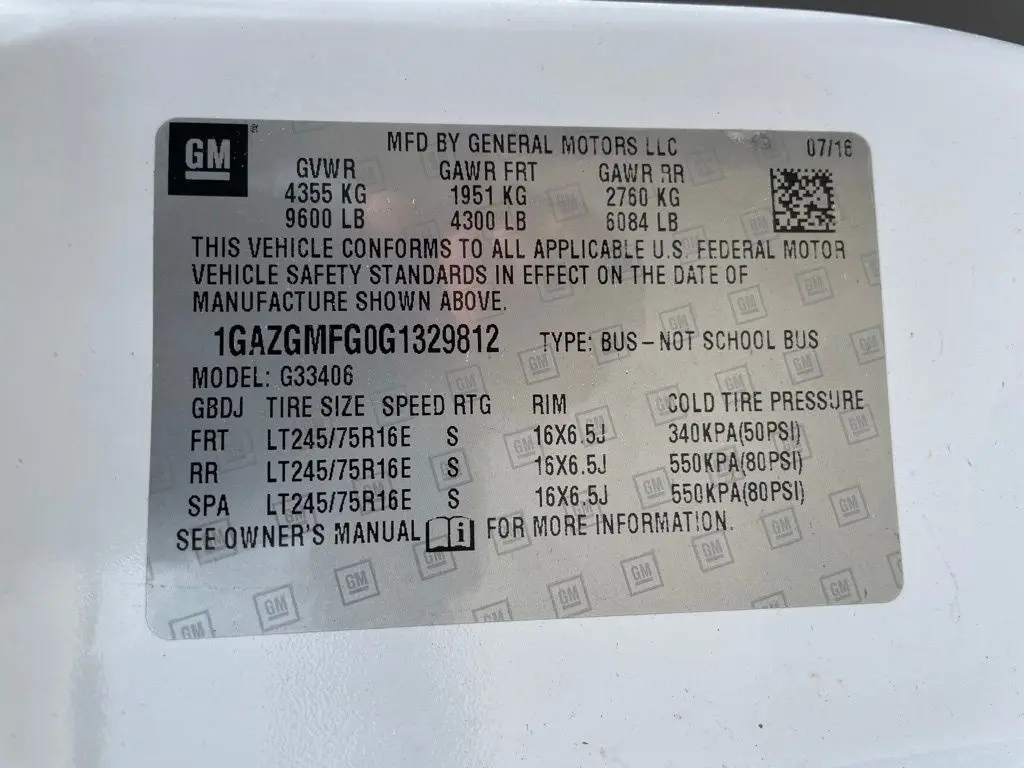 GM
MFD BY GENERAL MOTORS LLC 07/16
GVWR GAWR FRT GAWR RR
4355 KG 1951 KG 2760 KG
9600 LB 4300 LB 6084 LB
THIS VEHICLE CONFORMS TO ALL APPLICABLE U.S. FEDERAL MOTOR
VEHICLE SAFETY STANDARDS IN EFFECT ON THE DATE OF
MANUFACTURE SHOWN ABOVE.
1GAZGMFG0G1329812 TYPE: BUS – NOT SCHOOL BUS
MODEL: G33406
GBDJ TIRE SIZE SPEED RTG RIM COLD TIRE PRESSURE
FRT LT245/75R16E S 16X6.5J 340KPA(50PSI)
RR LT245/75R16E S 16X6.5J 550KPA(80PSI)
SPA LT245/75R16E S 16X6.5J 550KPA(80PSI)
SEE OWNER'S MANUAL i FOR MORE INFORMATION.